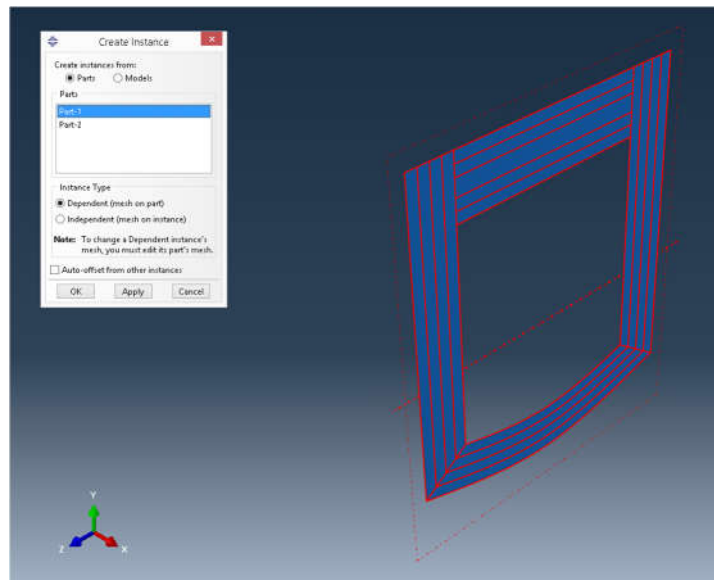 Create Instance
Create instances from:
Parts Models
Parts
Part-1
Part-2
Instance Type
Dependent (mesh on part)
Independent (mesh on instance)
Note: To change a Dependent instance's
mesh, you must edit its part's mesh.
Auto-offset from other instances
OK Apply Cancel
Y
Z X